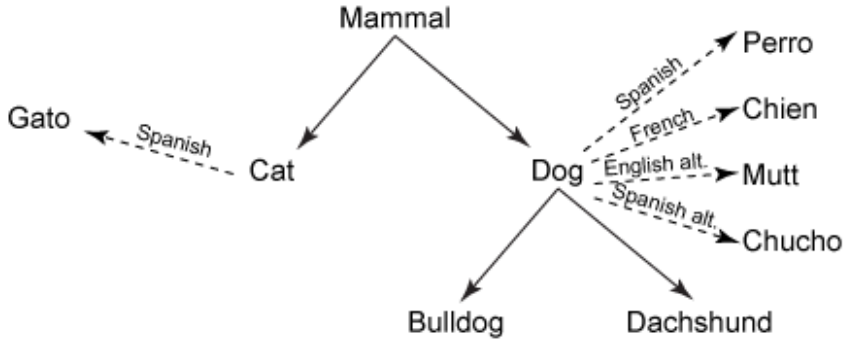 Mammal
Perro
Spanish
Chien
French
Gato
Spanish
Cat
Dog
English alt.
Mutt
Spanish alt.
Chucho
Bulldog
Dachshund